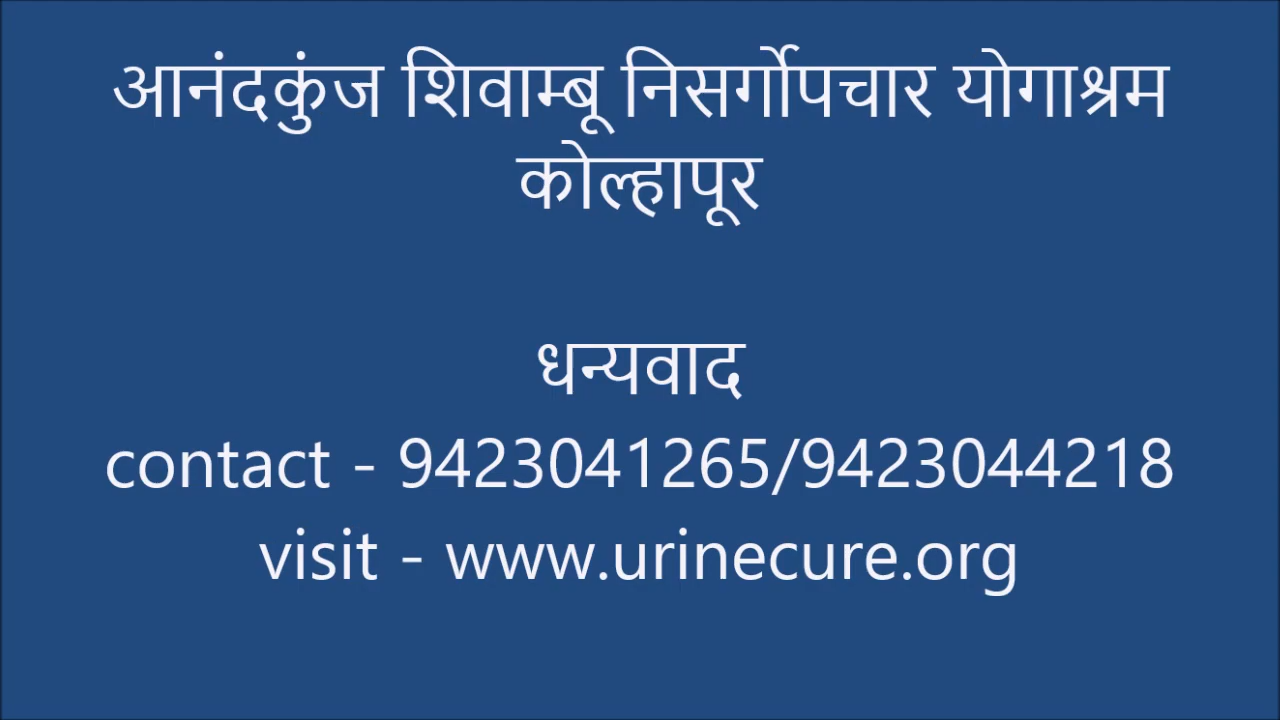 आनंदकुंज शिवाम्बू निसर्गोपचार योगाश्रम
कोल्हापूर
धन्यवाद
contact - 9423041265/9423044218
visit - www.urinecure.org